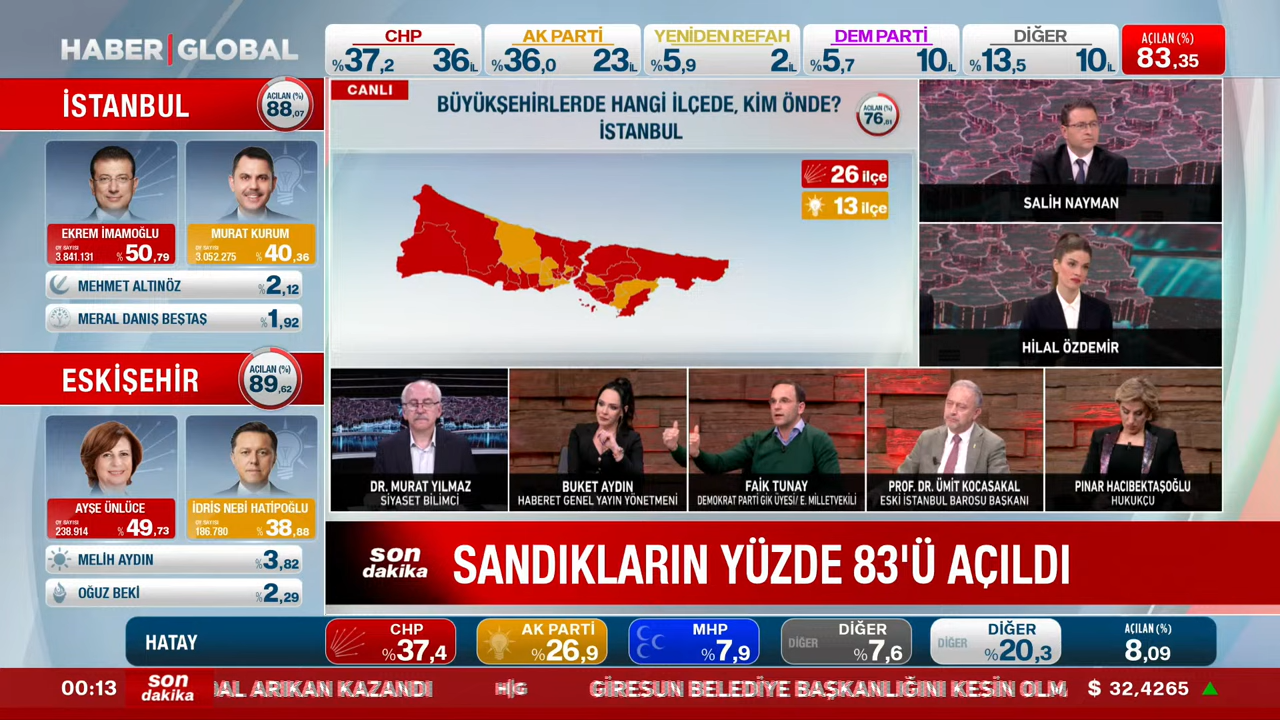 HABER GLOBAL
CHP
%37,2 36 İL
AK PARTİ
%36,0 23 İL
YENİDEN REFAH
%5,9 2 İL
DEM PARTİ
%5,7 10 İL
DİĞER
%13,5 10 İL
AÇILAN (%)
83,35
İSTANBUL
AÇILAN (%)
88,07
EKREM İMAMOĞLU
OY SAYISI
3.841.131 %50,79
MURAT KURUM
OY SAYISI
3.052.275 %40,36
MEHMET ALTINÖZ %2,12
MERAL DANIŞ BEŞTAŞ %1,92
ESKİŞEHİR
AÇILAN (%)
89,62
AYŞE ÜNLÜCE
OY SAYISI
238.914 %49,73
İDRİS NEBİ HATİPOĞLU
OY SAYISI
186.780 %38,88
MELİH AYDIN %3,82
OĞUZ BEKİ %2,29
CANLI
BÜYÜKŞEHİRLERDE HANGİ İLÇEDE, KİM ÖNDE?
İSTANBUL
AÇILAN (%)
76,81
26 ilçe
13 ilçe
SALİH NAYMAN
HİLAL ÖZDEMİR
DR. MURAT YILMAZ
SİYASET BİLİMCİ
BUKET AYDIN
HABERET GENEL YAYIN YÖNETMENİ
FAİK TUNAY
DEMOKRAT PARTİ GİK ÜYESİ/ E. MİLLETVEKİLİ
PROF. DR. ÜMİT KOCASAKAL
ESKİ İSTANBUL BAROSU BAŞKANI
PINAR HACIBEKTAŞOĞLU
HUKUKÇU
son dakika
SANDIKLARIN YÜZDE 83'Ü AÇILDI
HATAY
CHP
%37,4
AK PARTİ
%26,9
MHP
%7,9
DİĞER
DİĞER
%7,6
DİĞER
DİĞER
%20,3
AÇILAN (%)
8,09
00:13
son dakika
AL ARIKAN KAZANDI
H|G
GİRESUN BELEDİYE BAŞKANLIĞINI KESİN OLM
$ 32,4265